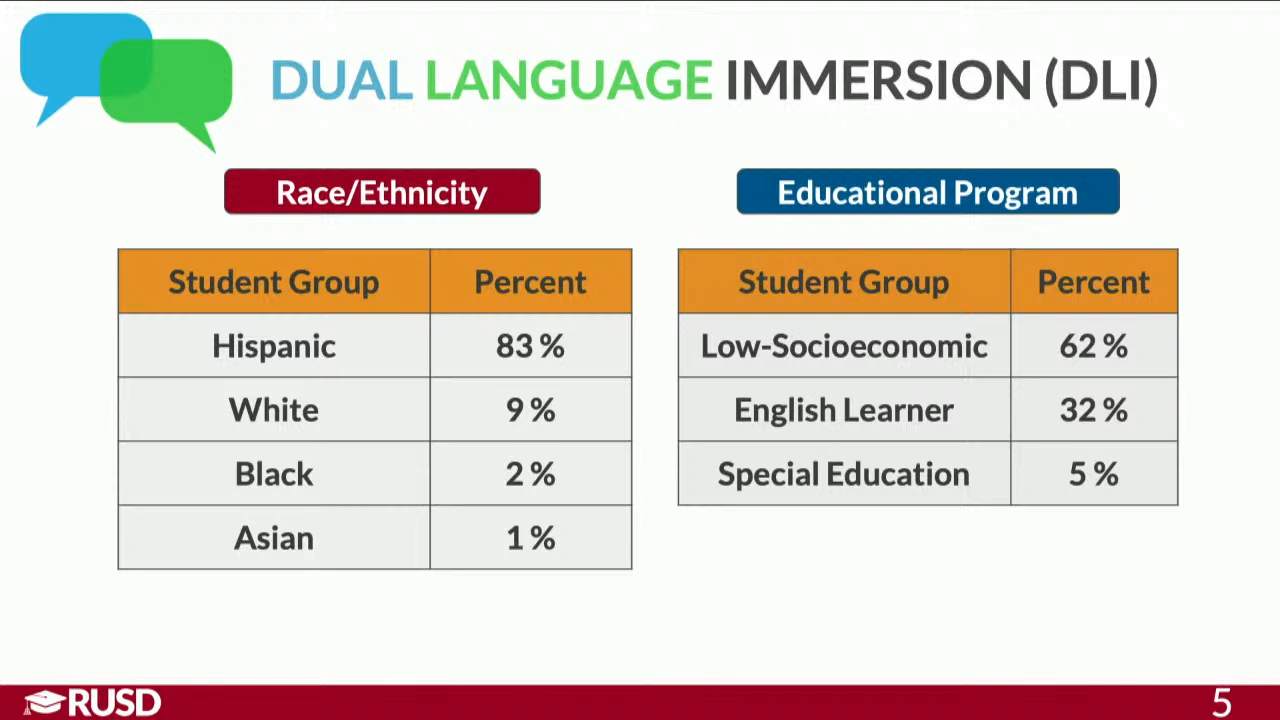 DUAL LANGUAGE IMMERSION (DLI)
Race/Ethnicity
Student Group Percent
Hispanic 83 %
White 9 %
Black 2 %
Asian 1 %
Educational Program
Student Group Percent
Low-Socioeconomic 62 %
English Learner 32 %
Special Education 5 %
RUSD
5